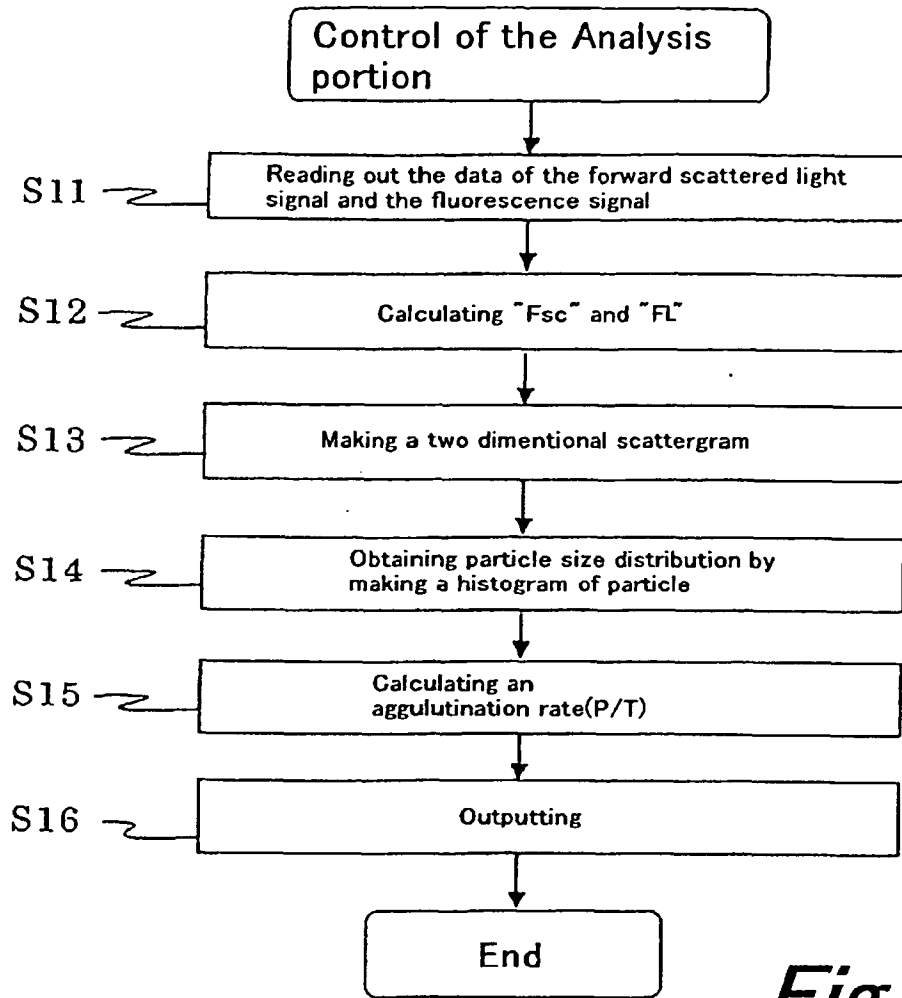 Control of the Analysis
portion
S11
Reading out the data of the forward scattered light
signal and the fluorescence signal
S12
Calculating "Fsc" and "FL"
S13
Making a two dimentional scattergram
S14
Obtaining particle size distribution by
making a histogram of particle
S15
Calculating an
aggulutination rate(P/T)
S16
Outputting
End
Fig